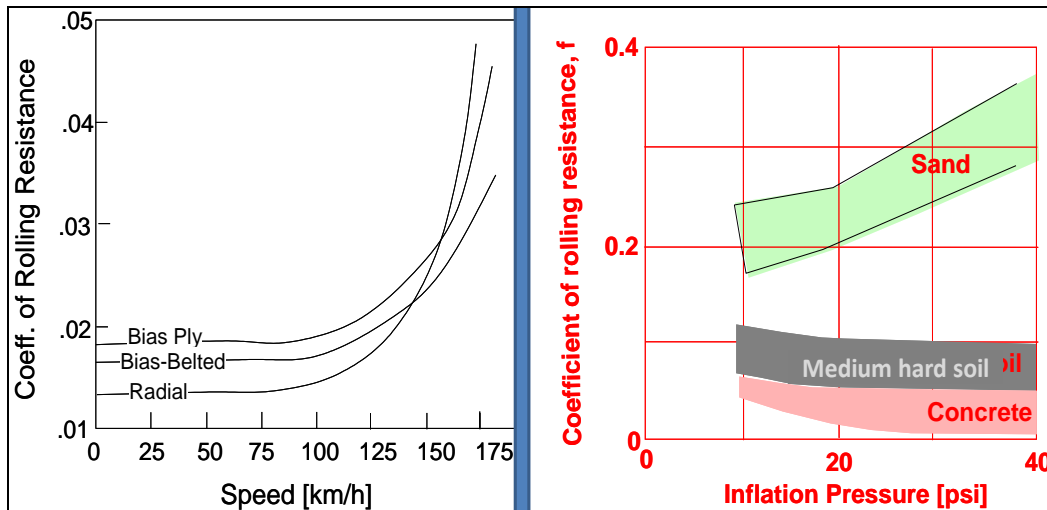 Coeff. of Rolling Resistance
.05
.04
.03
.02
.01
Bias Ply
Bias-Belted
Radial
0
25
50
75
100
125
150
175
Speed [km/h]
Coefficient of rolling resistance, f
0.4
0.2
0
Sand
Medium hard soil
oil
Concrete
0
20
40
Inflation Pressure [psi]